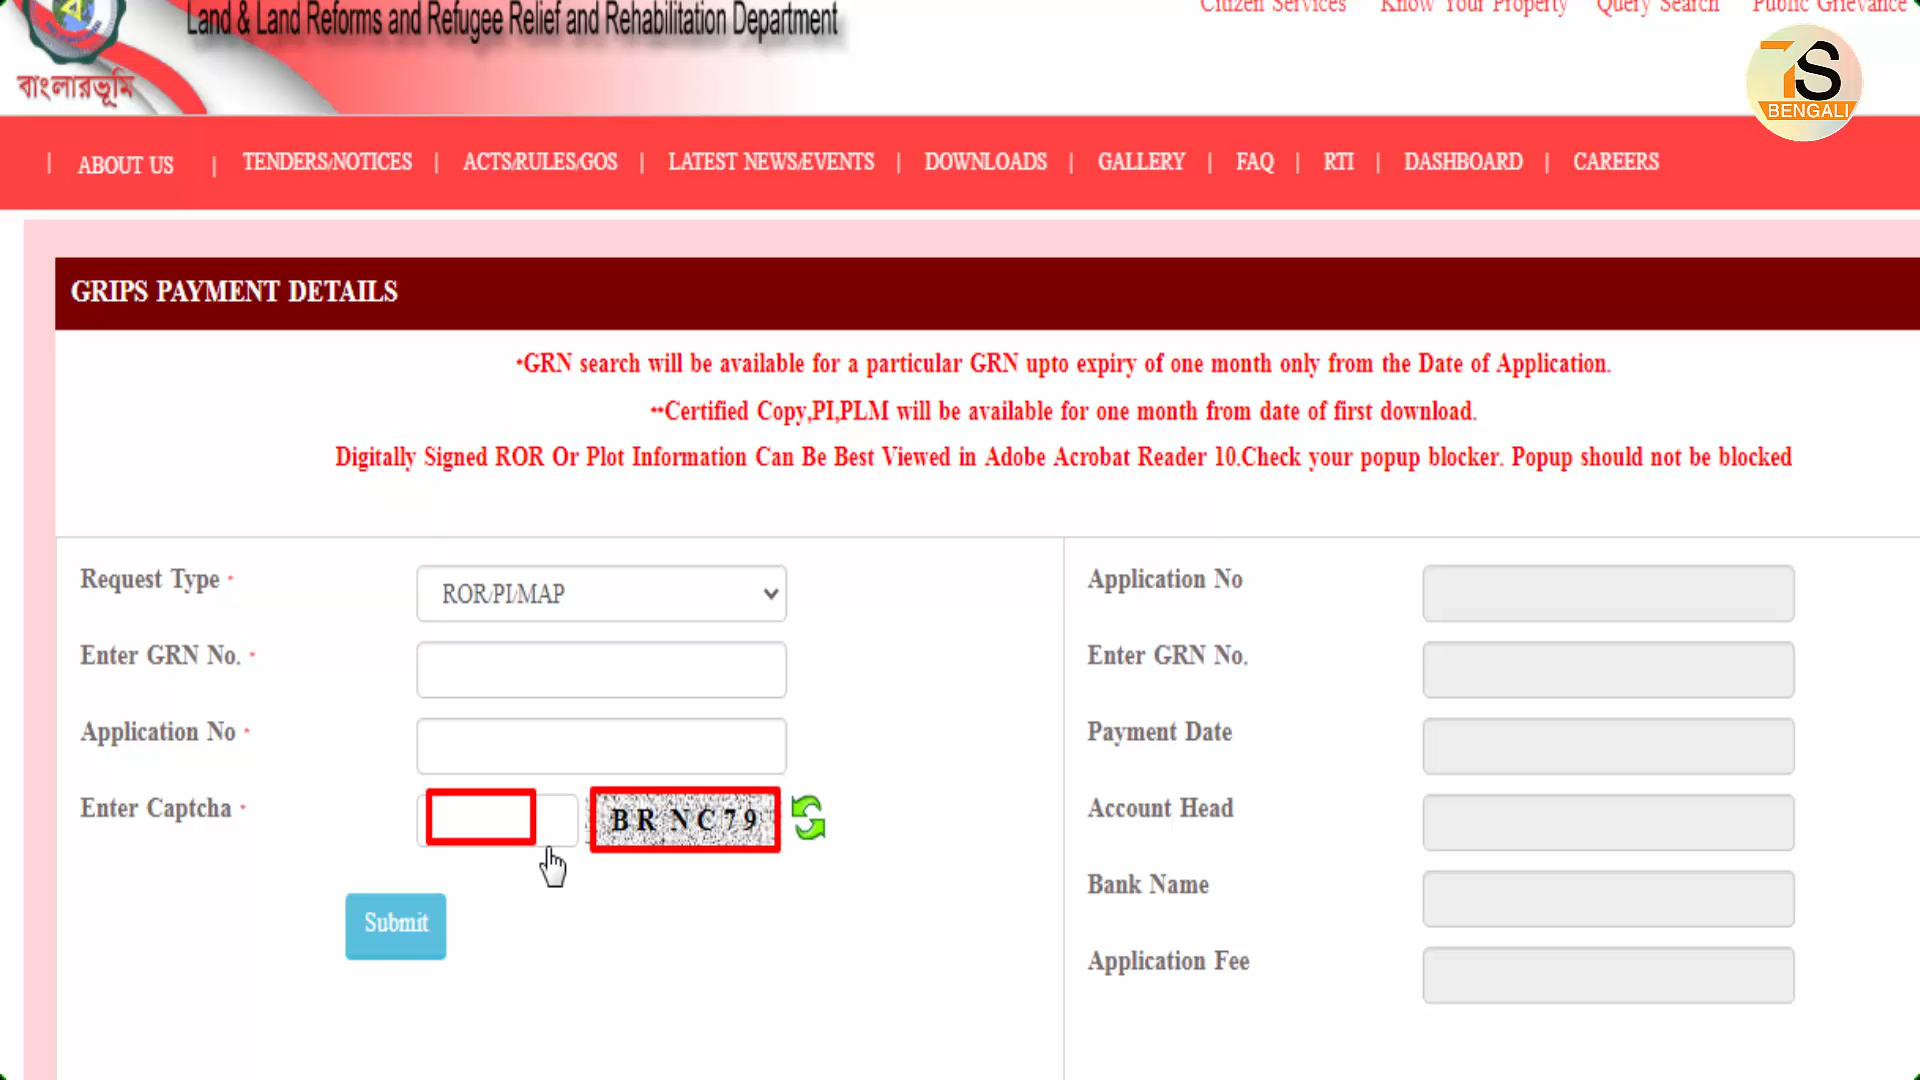 Land & Land Reforms and Refugee Relief and Rehabilitation Department
Citizen Services Know Your Property Query Search Public Grievance
বাংলারভূমি
7S
BENGALI
| ABOUT US | TENDERS/NOTICES | ACTS/RULES/GOS | LATEST NEWS/EVENTS | DOWNLOADS | GALLERY | FAQ | RTI | DASHBOARD | CAREERS
GRIPS PAYMENT DETAILS
*GRN search will be available for a particular GRN upto expiry of one month only from the Date of Application.
**Certified Copy,PI,PLM will be available for one month from date of first download.
Digitally Signed ROR Or Plot Information Can Be Best Viewed in Adobe Acrobat Reader 10.Check your popup blocker. Popup should not be blocked
Request Type * ROR/PI/MAP
Enter GRN No. *
Application No *
Enter Captcha * BRNC79
Submit
Application No
Enter GRN No.
Payment Date
Account Head
Bank Name
Application Fee